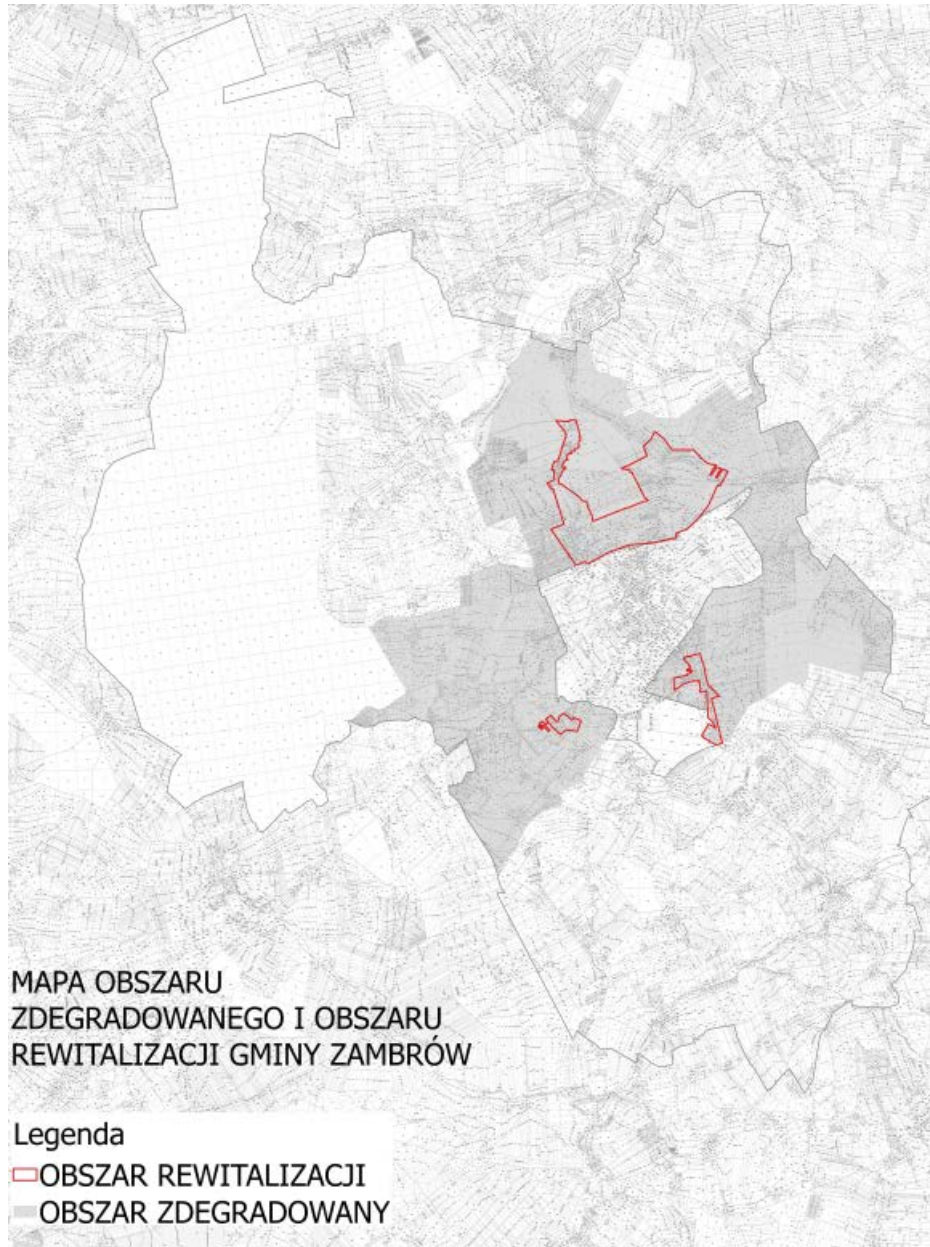 MAPA OBSZARU
ZDEGRADOWANEGO I OBSZARU
REWITALIZACJI GMINY ZAMBRÓW
Legenda
OBSZAR REWITALIZACJI
OBSZAR ZDEGRADOWANY